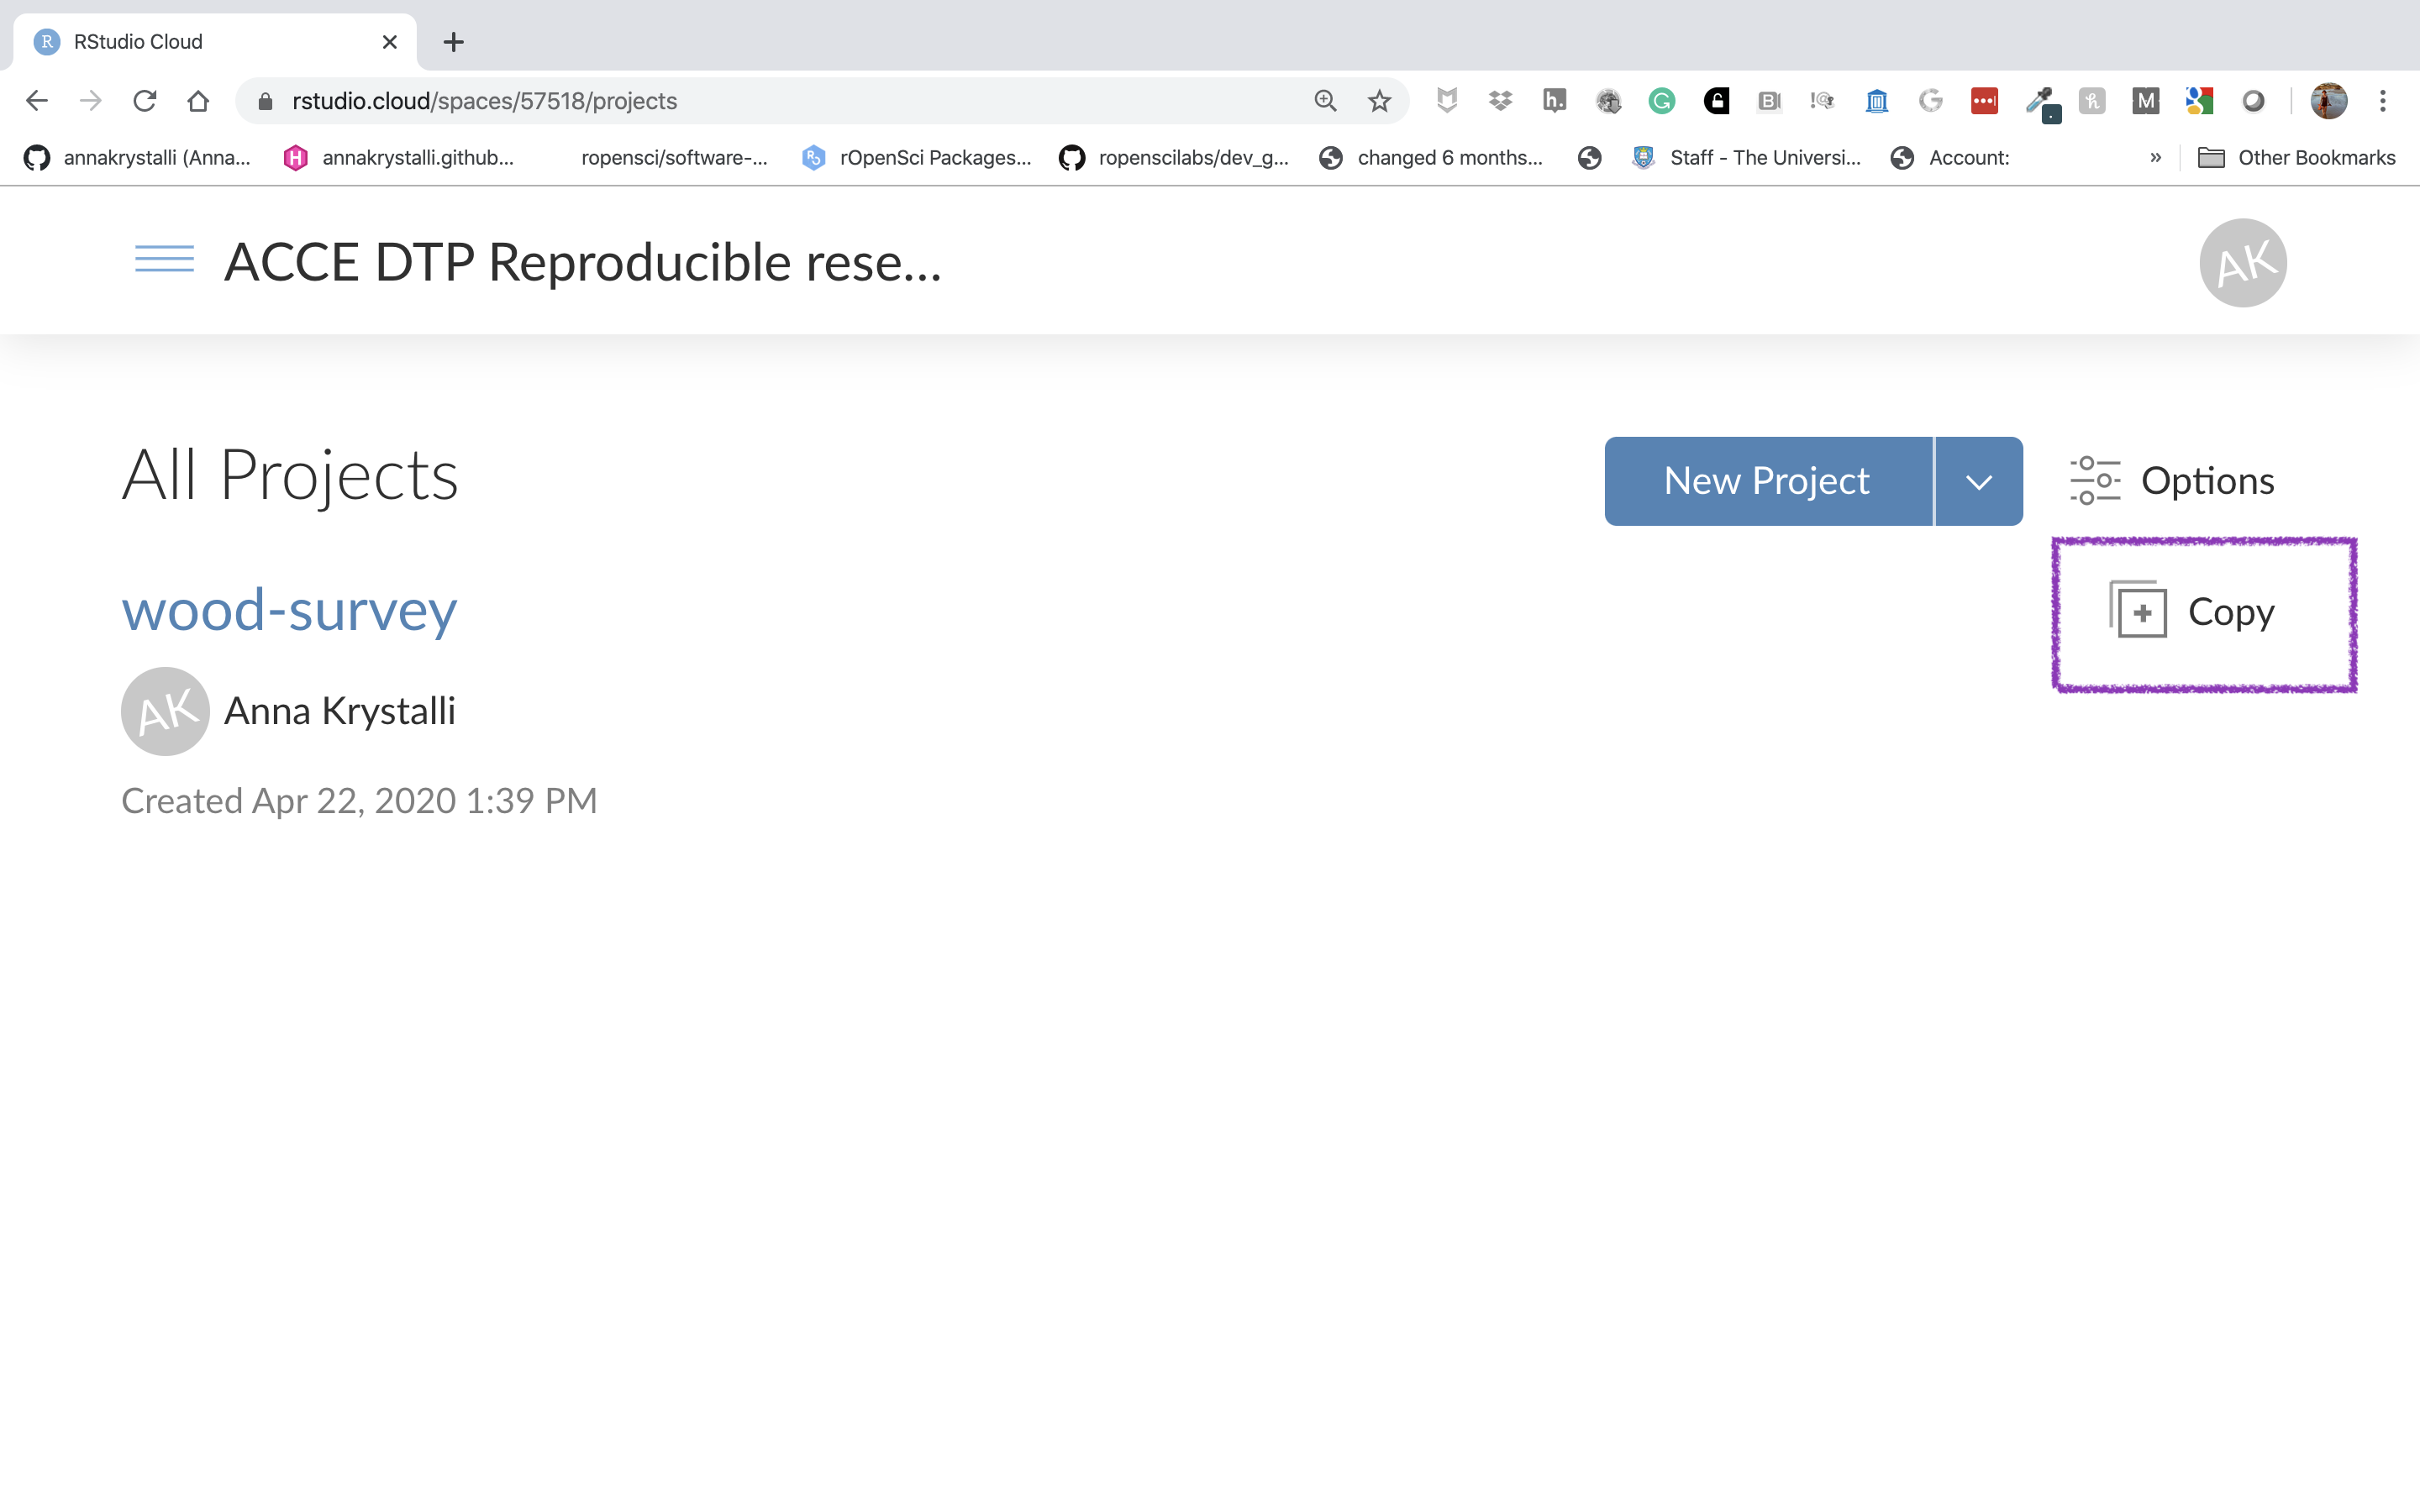 RStudio Cloud
rstudio.cloud/spaces/57518/projects
annakrystalli (Anna... annakrystalli.github... ropensci/software-... rOpenSci Packages... ropenscilabs/dev_g... changed 6 months... Staff - The Universi... Account: » Other Bookmarks
ACCE DTP Reproducible rese...
AK
All Projects
New Project
Options
wood-survey
Copy
AK
Anna Krystalli
Created Apr 22, 2020 1:39 PM